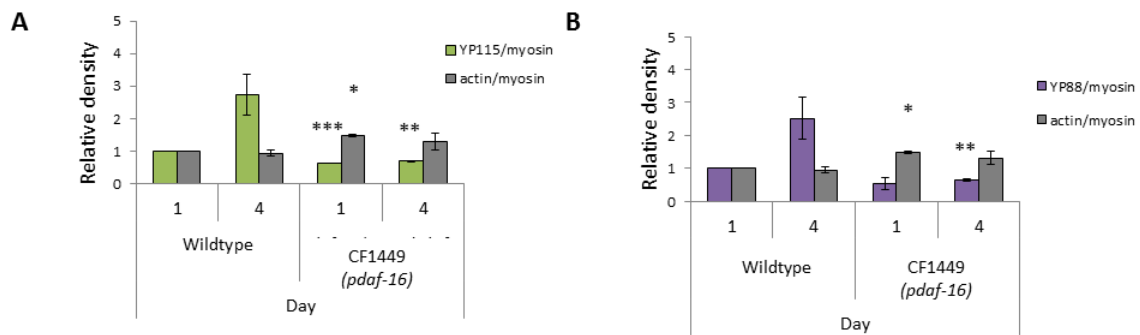 A
Relative density
5
4
3
2
1
0
***
*
**
YP115/myosin
actin/myosin
1 4 1 4
Wildtype
CF1449
(pdaf-16)
Day
B
Relative density
5
4
3
2
1
0
*
**
YP88/myosin
actin/myosin
1 4 1 4
Wildtype
CF1449
(pdaf-16)
Day